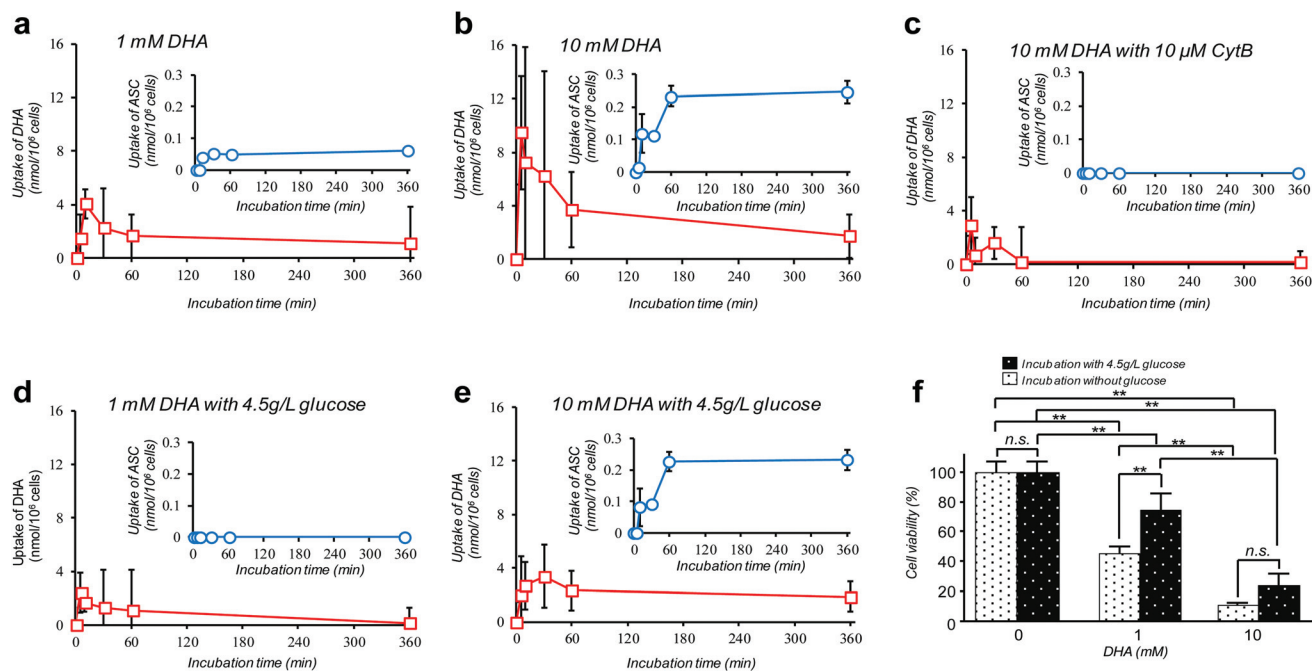 a
1 mM DHA
Uptake of DHA
(nmol/10⁶ cells)
16
12
8
4
0
0 60 120 180 240 300 360
Incubation time (min)
Uptake of ASC
(nmol/10⁶ cells)
0.3
0.2
0.1
0
0 60 120 180 240 300 360
Incubation time (min)
b
10 mM DHA
Uptake of DHA
(nmol/10⁶ cells)
16
12
8
4
0
0 60 120 180 240 300 360
Incubation time (min)
Uptake of ASC
(nmol/10⁶ cells)
0.3
0.2
0.1
0
0 60 120 180 240 300 360
Incubation time (min)
c
10 mM DHA with 10 µM CytB
Uptake of DHA
(nmol/10⁶ cells)
16
12
8
4
0
0 60 120 180 240 300 360
Incubation time (min)
Uptake of ASC
(nmol/10⁶ cells)
0.3
0.2
0.1
0
0 60 120 180 240 300 360
Incubation time (min)
d
1 mM DHA with 4.5g/L glucose
Uptake of DHA
(nmol/10⁶ cells)
16
12
8
4
0
0 60 120 180 240 300 360
Incubation time (min)
Uptake of ASC
(nmol/10⁶ cells)
0.3
0.2
0.1
0
0 60 120 180 240 300 360
Incubation time (min)
e
10 mM DHA with 4.5g/L glucose
Uptake of DHA
(nmol/10⁶ cells)
16
12
8
4
0
0 60 120 180 240 300 360
Incubation time (min)
Uptake of ASC
(nmol/10⁶ cells)
0.3
0.2
0.1
0
0 60 120 180 240 300 360
Incubation time (min)
f
Incubation with 4.5g/L glucose
Incubation without glucose
**
**
**
**
**
**
n.s.
**
n.s.
Cell viability (%)
100
80
60
40
20
0
0 1 10
DHA (mM)